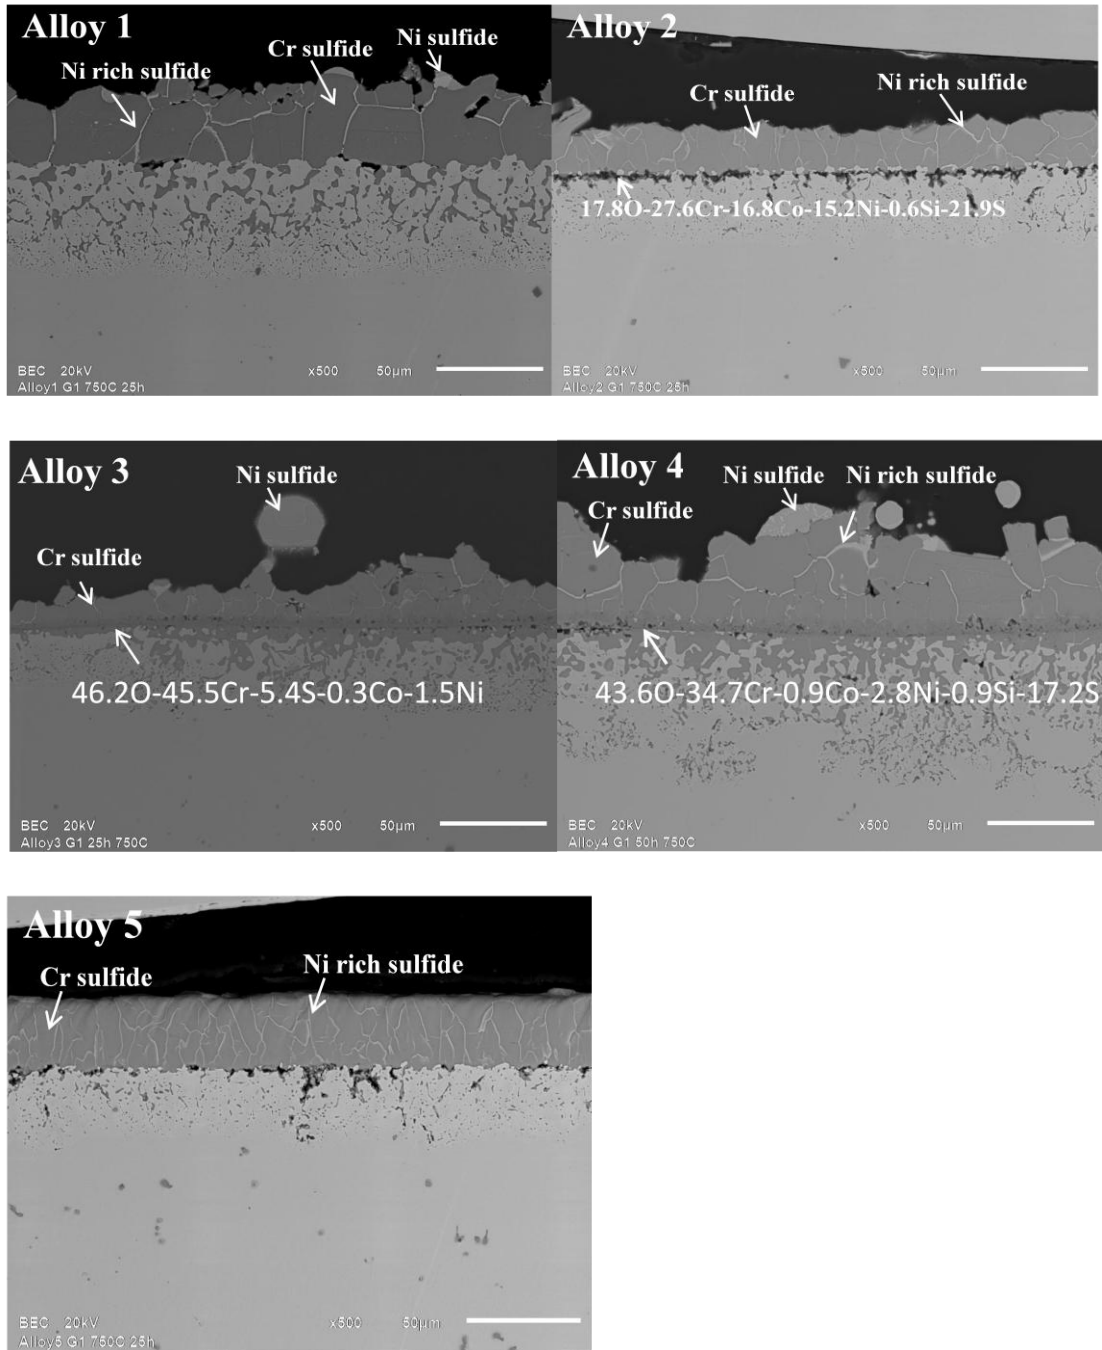 Alloy 1
Ni sulfide
Cr sulfide
Ni rich sulfide
BEC 20kV x500 50µm
Alloy1 G1 750C 25h
Alloy 2
Ni rich sulfide
Cr sulfide
17.8O-27.6Cr-16.8Co-15.2Ni-0.6Si-21.9S
BEC 20kV x500 50µm
Alloy2 G1 750C 25h
Alloy 3
Ni sulfide
Cr sulfide
46.2O-45.5Cr-5.4S-0.3Co-1.5Ni
BEC 20kV x500 50µm
Alloy3 G1 25h 750C
Alloy 4
Ni sulfide Ni rich sulfide
Cr sulfide
43.6O-34.7Cr-0.9Co-2.8Ni-0.9Si-17.2S
BEC 20kV x500 50µm
Alloy4 G1 50h 750C
Alloy 5
Ni rich sulfide
Cr sulfide
BEC 20kV x500 50µm
Alloy5 G1 750C 25h